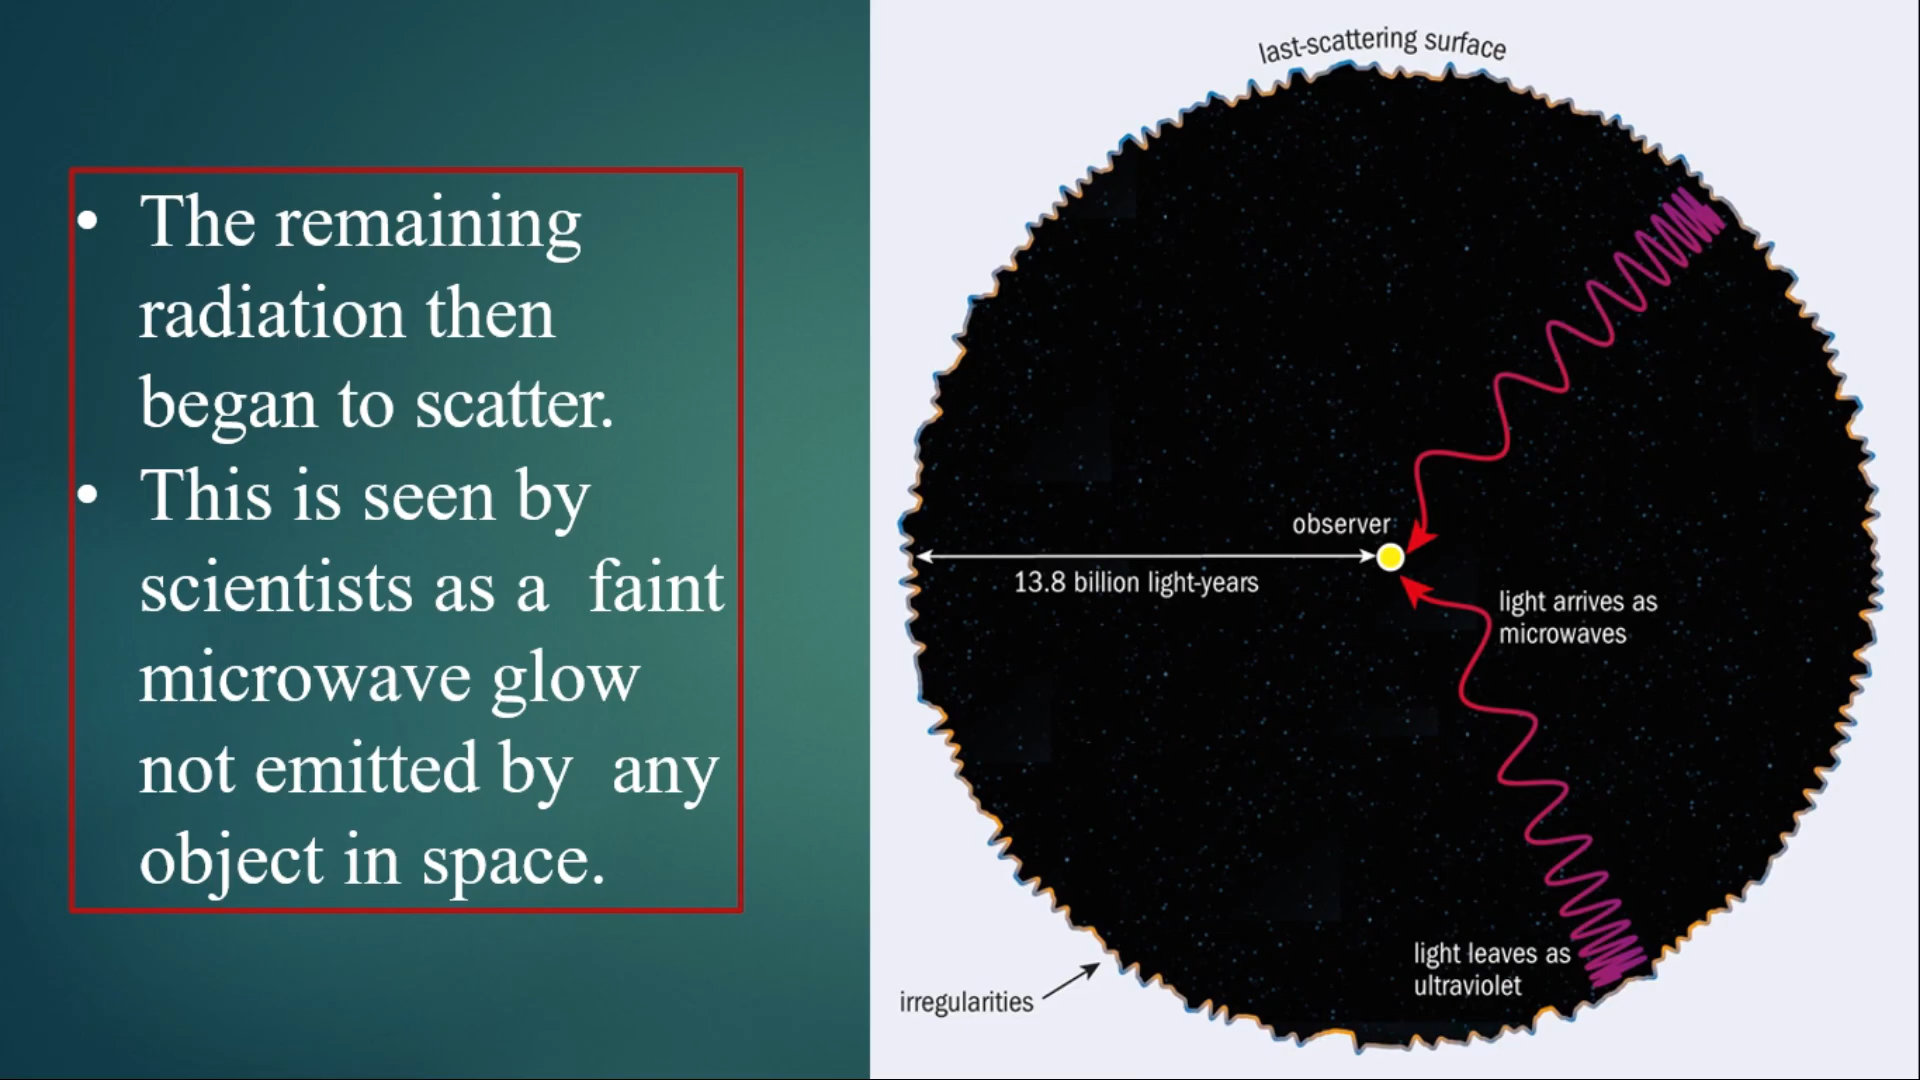 • The remaining
radiation then
began to scatter.
• This is seen by
scientists as a faint
microwave glow
not emitted by any
object in space.
last-scattering surface
observer
13.8 billion light-years
light arrives as
microwaves
light leaves as
ultraviolet
irregularities